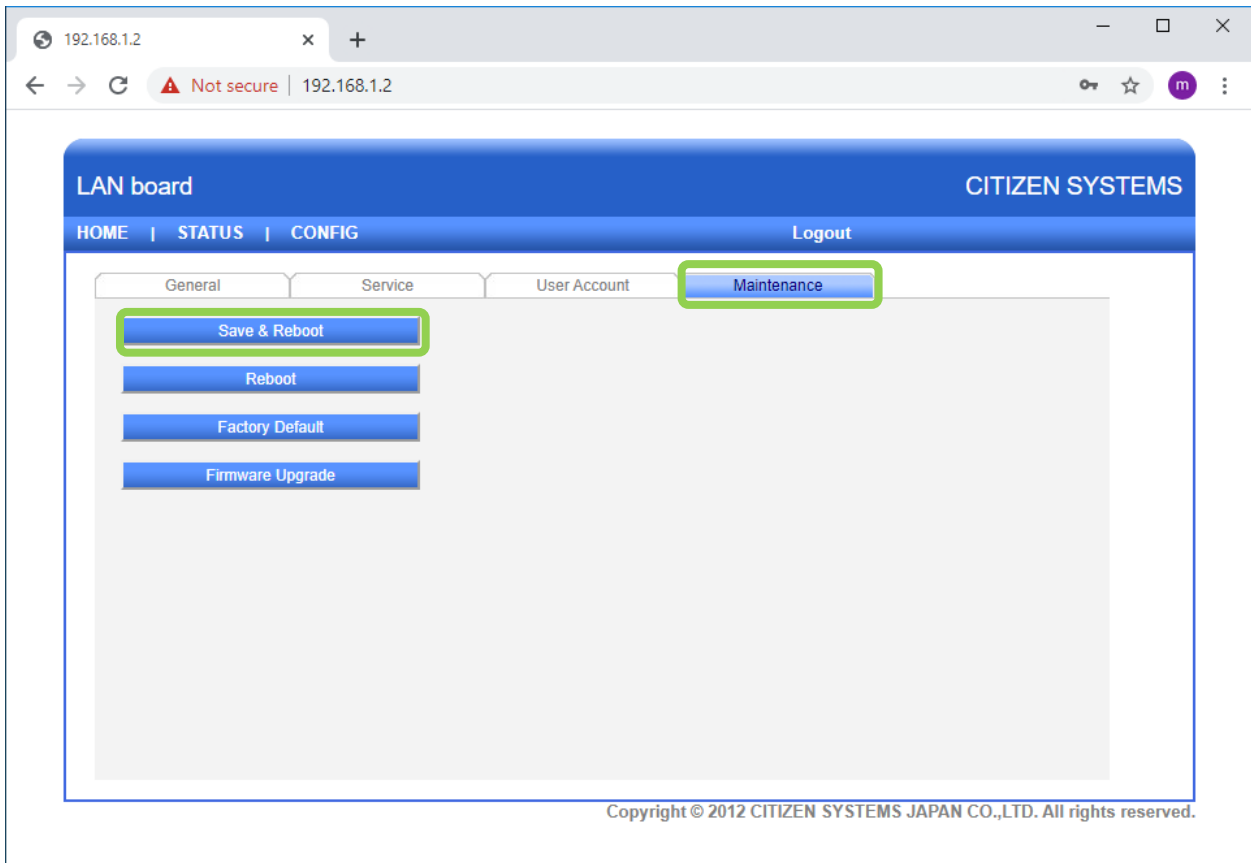 192.168.1.2
Not secure | 192.168.1.2
m
LAN board CITIZEN SYSTEMS
HOME | STATUS | CONFIG Logout
General Service User Account Maintenance
Save & Reboot
Reboot
Factory Default
Firmware Upgrade
Copyright © 2012 CITIZEN SYSTEMS JAPAN CO.,LTD. All rights reserved.